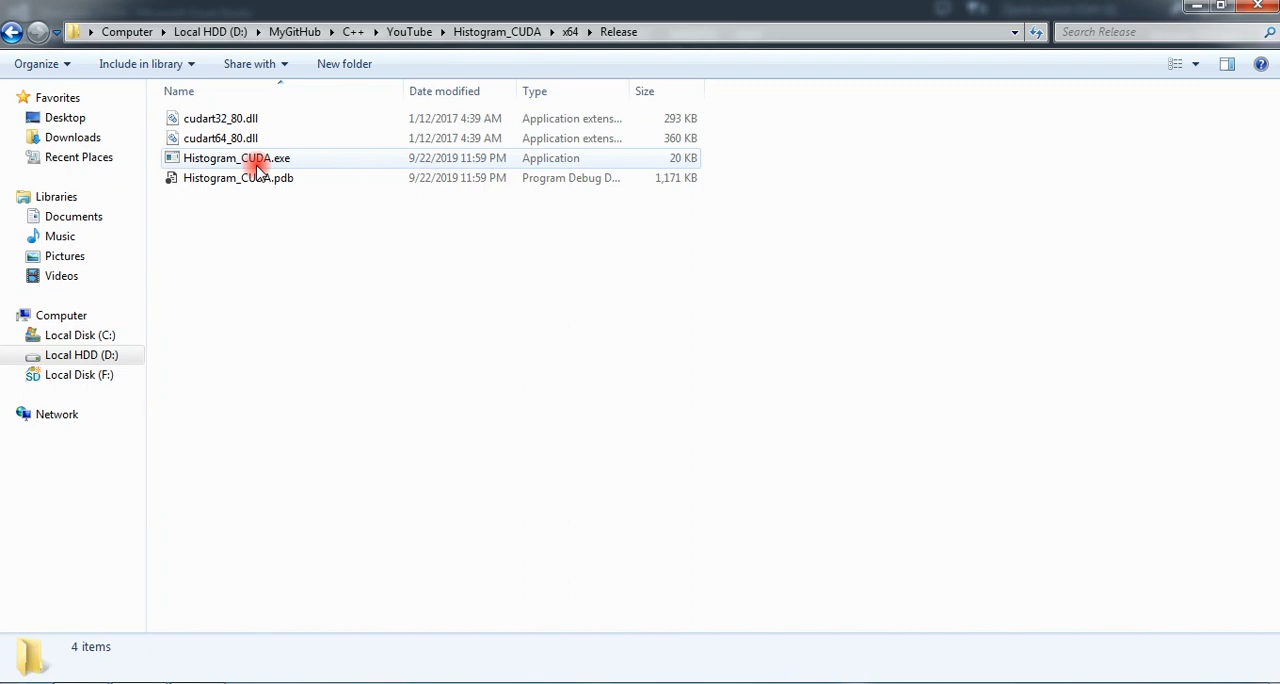 Computer Local HDD (D:) MyGitHub C++ YouTube Histogram_CUDA x64 Release Search Release
Organize Include in library Share with New folder
Name Date modified Type Size
Favorites
Desktop
Downloads
Recent Places
Libraries
Documents
Music
Pictures
Videos
Computer
Local Disk (C:)
Local HDD (D:)
Local Disk (F:)
Network
cudart32_80.dll 1/12/2017 4:39 AM Application extens... 293 KB
cudart64_80.dll 1/12/2017 4:39 AM Application extens... 360 KB
Histogram_CUDA.exe 9/22/2019 11:59 PM Application 20 KB
Histogram_CUDA.pdb 9/22/2019 11:59 PM Program Debug D... 1,171 KB
4 items